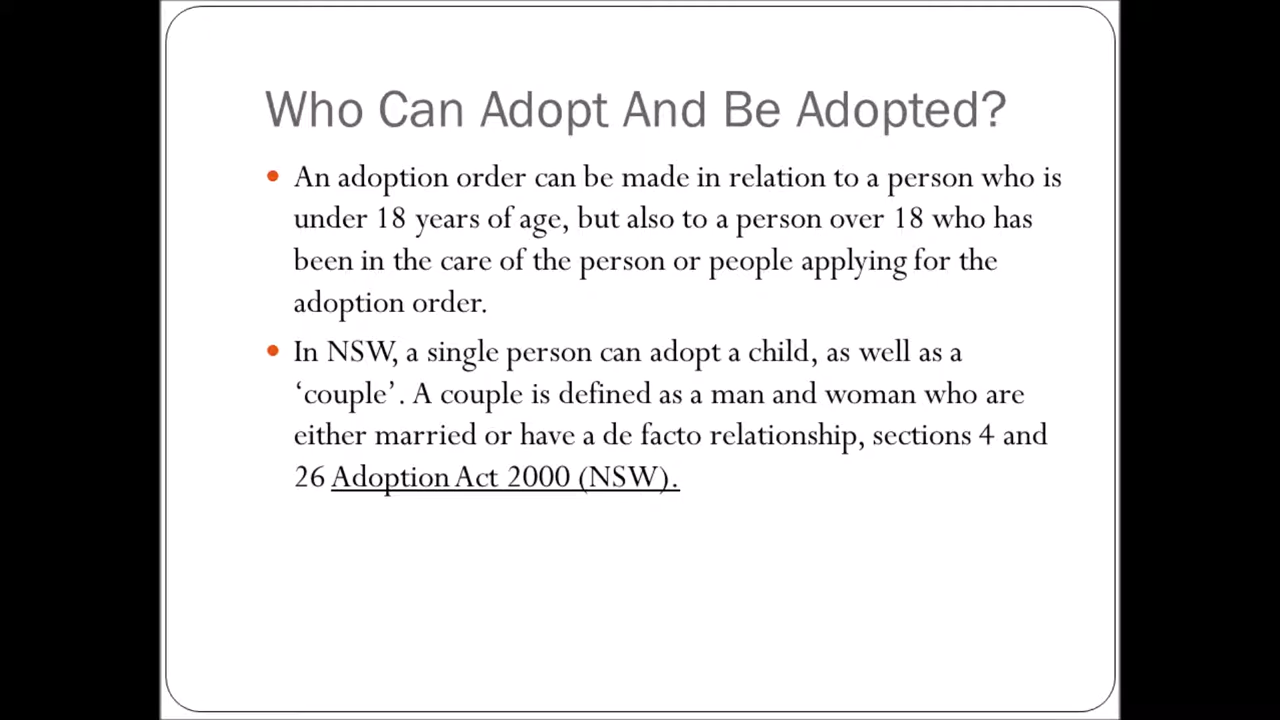 Who Can Adopt And Be Adopted?
• An adoption order can be made in relation to a person who is
under 18 years of age, but also to a person over 18 who has
been in the care of the person or people applying for the
adoption order.
• In NSW, a single person can adopt a child, as well as a
‘couple’. A couple is defined as a man and woman who are
either married or have a de facto relationship, sections 4 and
26 Adoption Act 2000 (NSW).